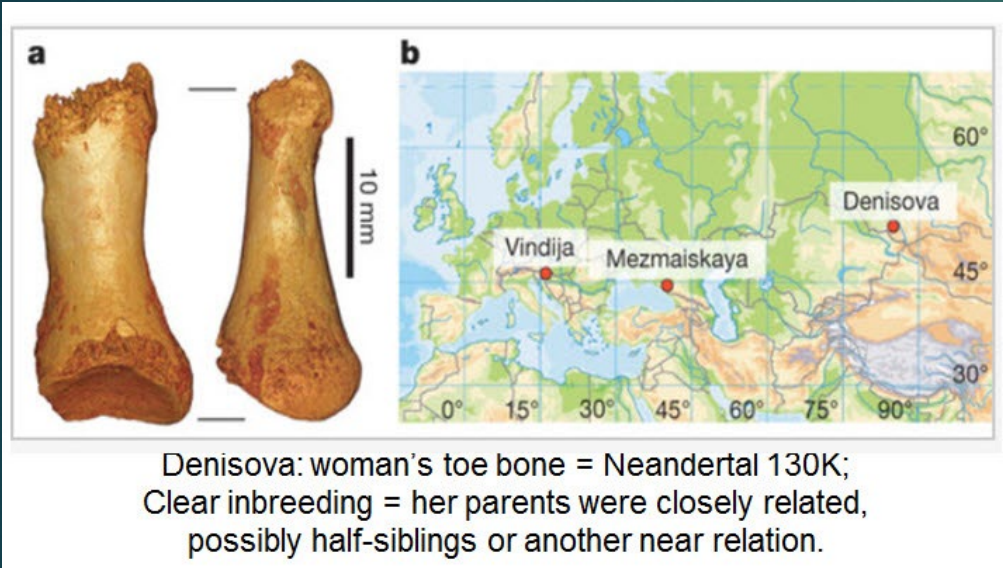 a
b
10 mm
60°
Denisova
Vindija
Mezmaiskaya
45°
30°
0° 15° 30° 45° 60° 75° 90°
Denisova: woman's toe bone = Neandertal 130K;
Clear inbreeding = her parents were closely related,
possibly half-siblings or another near relation.